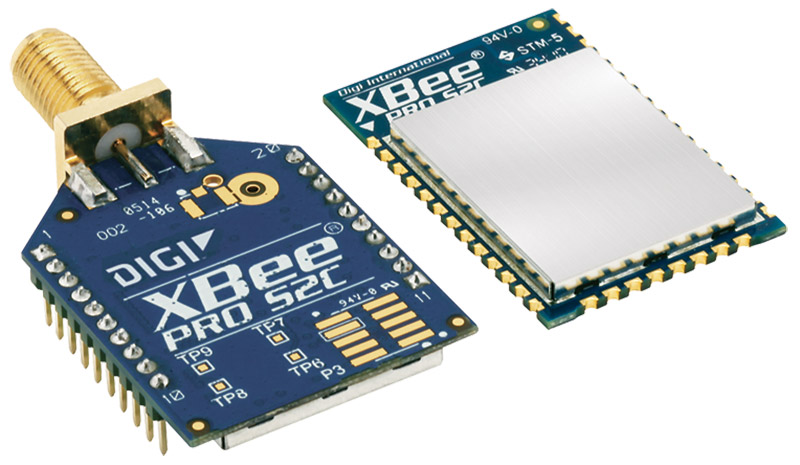 20
0514
-106
002
1
DIGI
XBee®
PRO S2C
94V-0
11
TP7
TP9
TP6
P3
TP8
10
94V-0
STM-5
Digi International
XBee®
PRO S2C